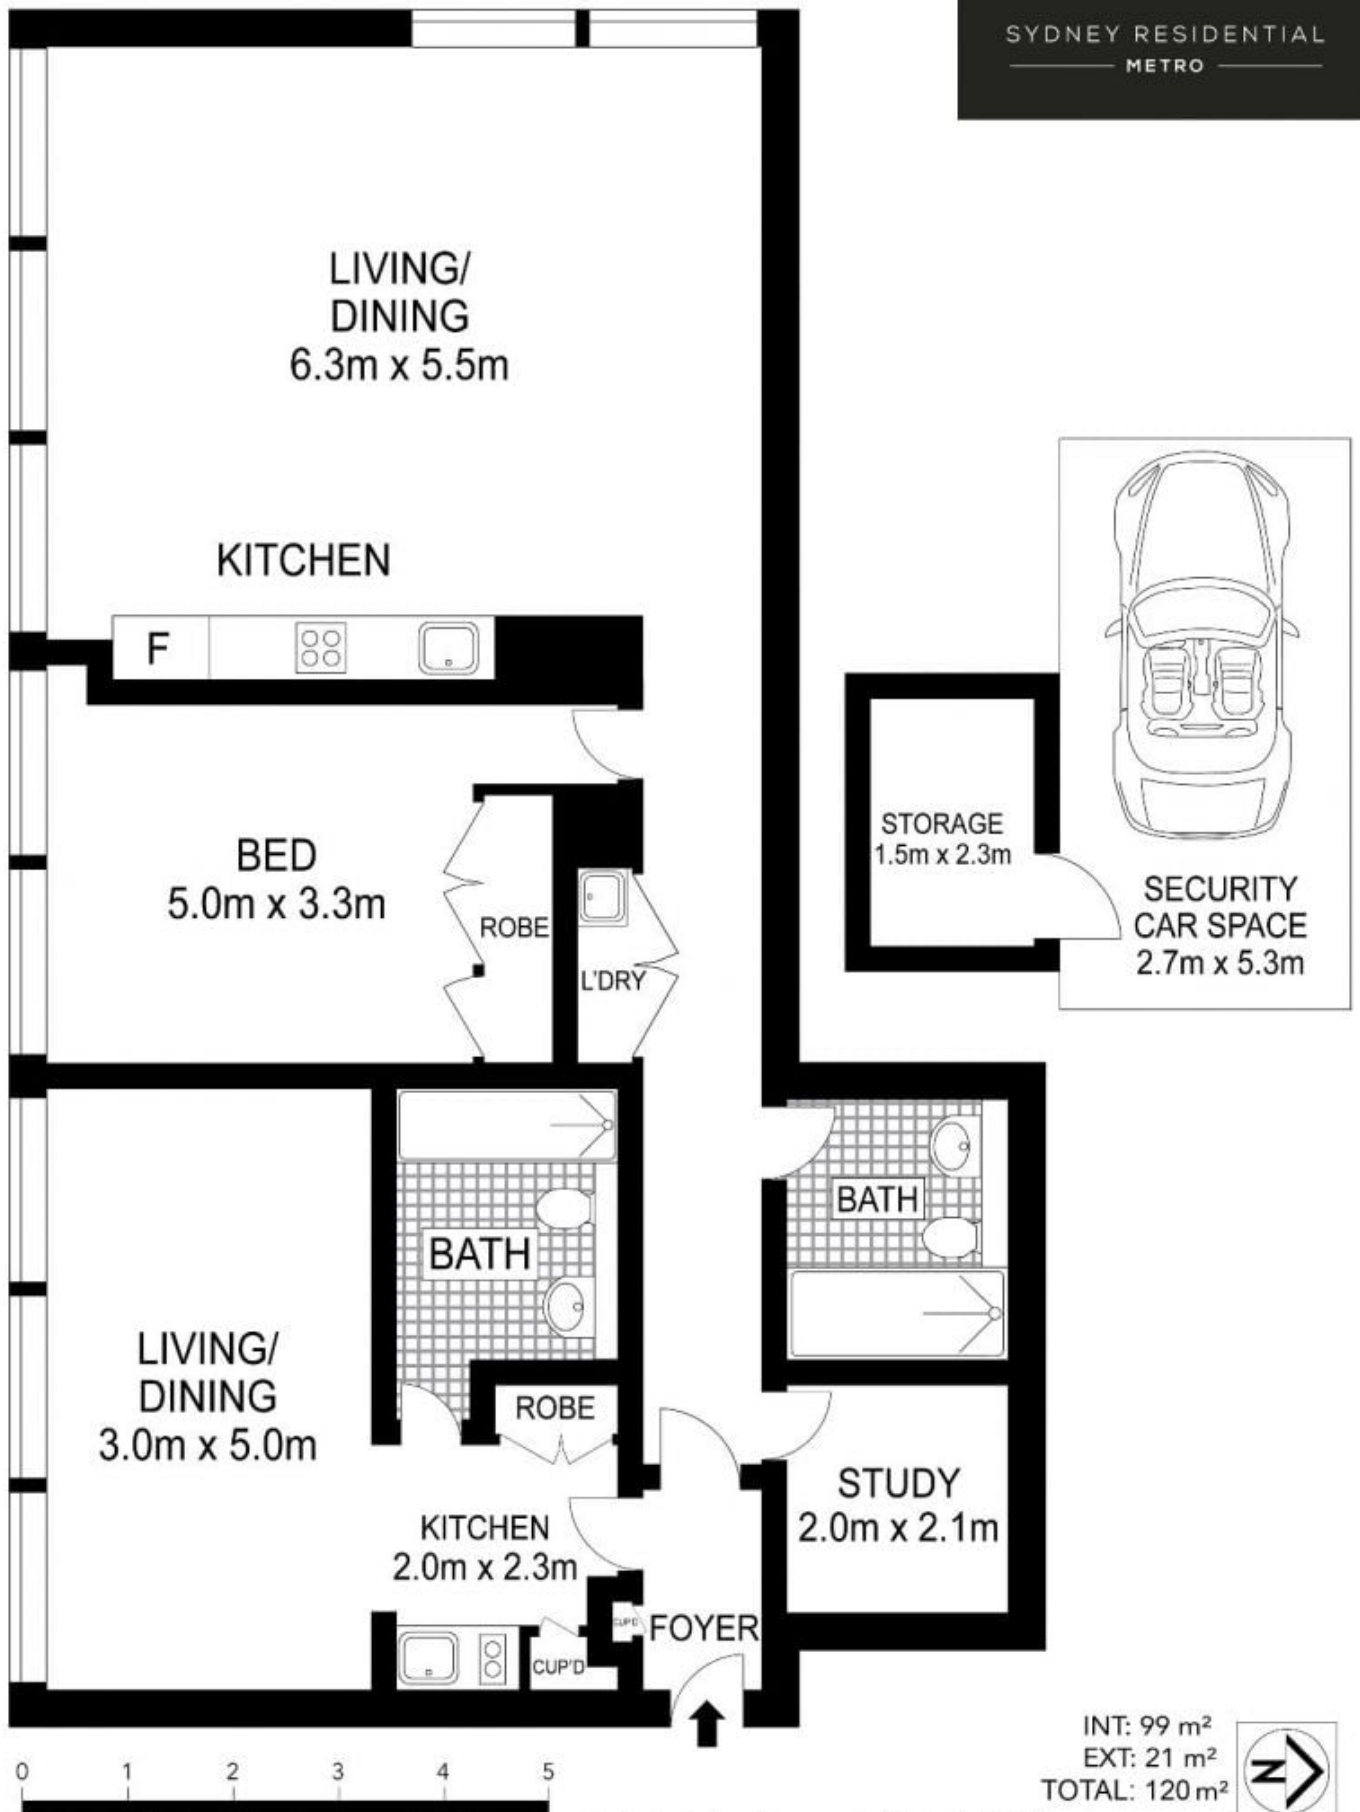 SYDNEY RESIDENTIAL
METRO
LIVING/
DINING
6.3m x 5.5m
KITCHEN
F
BED
5.0m x 3.3m
ROBE
L'DRY
STORAGE
1.5m x 2.3m
SECURITY
CAR SPACE
2.7m x 5.3m
BATH
BATH
LIVING/
DINING
3.0m x 5.0m
ROBE
KITCHEN
2.0m x 2.3m
STUDY
2.0m x 2.1m
CUP'D
FOYER
CUP'D
INT: 99 m²
EXT: 21 m²
TOTAL: 120 m²
N
0 1 2 3 4 5